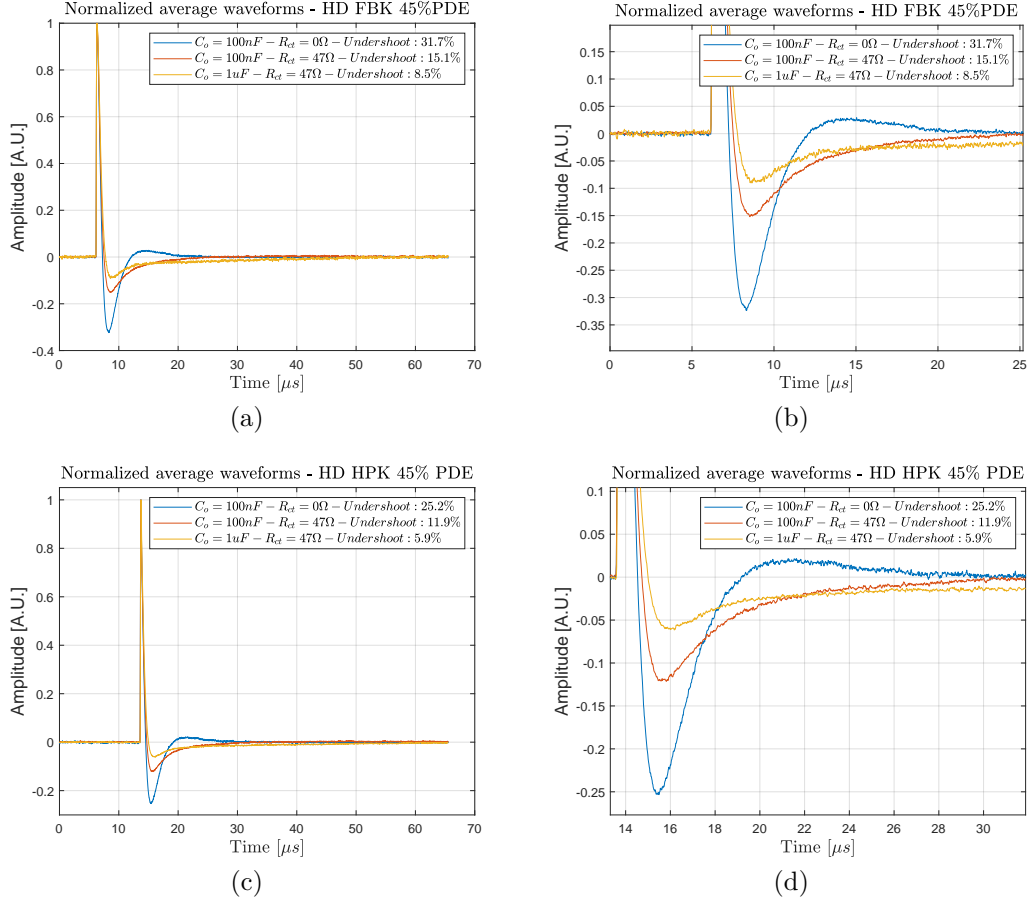 Normalized average waveforms - HD FBK 45%PDE
C_o = 100nF − R_ct = 0Ω − Undershoot : 31.7%
C_o = 100nF − R_ct = 47Ω − Undershoot : 15.1%
C_o = 1uF − R_ct = 47Ω − Undershoot : 8.5%
Amplitude [A.U.]
1
0.8
0.6
0.4
0.2
0
-0.2
-0.4
0 10 20 30 40 50 60 70
Time [μs]
(a)
Normalized average waveforms - HD FBK 45%PDE
C_o = 100nF − R_ct = 0Ω − Undershoot : 31.7%
C_o = 100nF − R_ct = 47Ω − Undershoot : 15.1%
C_o = 1uF − R_ct = 47Ω − Undershoot : 8.5%
Amplitude [A.U.]
0.15
0.1
0.05
0
-0.05
-0.1
-0.15
-0.2
-0.25
-0.3
-0.35
0 5 10 15 20 25
Time [μs]
(b)
Normalized average waveforms - HD HPK 45% PDE
C_o = 100nF − R_ct = 0Ω − Undershoot : 25.2%
C_o = 100nF − R_ct = 47Ω − Undershoot : 11.9%
C_o = 1uF − R_ct = 47Ω − Undershoot : 5.9%
Amplitude [A.U.]
1
0.8
0.6
0.4
0.2
0
-0.2
0 10 20 30 40 50 60 70
Time [μs]
(c)
Normalized average waveforms - HD HPK 45% PDE
C_o = 100nF − R_ct = 0Ω − Undershoot : 25.2%
C_o = 100nF − R_ct = 47Ω − Undershoot : 11.9%
C_o = 1uF − R_ct = 47Ω − Undershoot : 5.9%
Amplitude [A.U.]
0.1
0.05
0
-0.05
-0.1
-0.15
-0.2
-0.25
14 16 18 20 22 24 26 28 30
Time [μs]
(d)